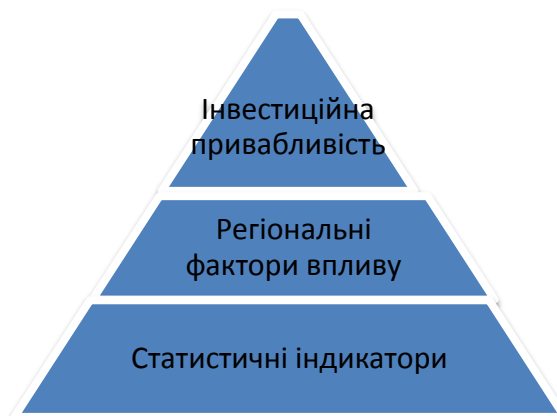 Інвестиційна
привабливість
Регіональні
фактори впливу
Статистичні індикатори